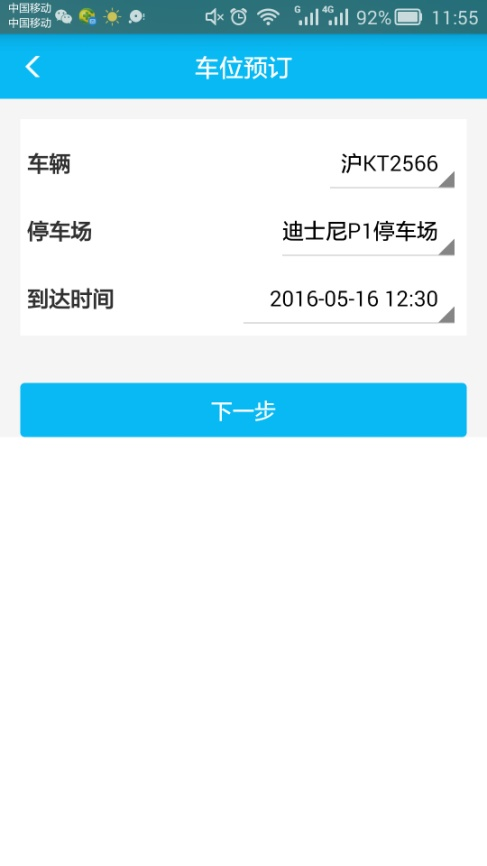 中国移动
中国移动
G 4G 92% 11:55
车位预订
车辆 沪KT2566
停车场 迪士尼P1停车场
到达时间 2016-05-16 12:30
下一步